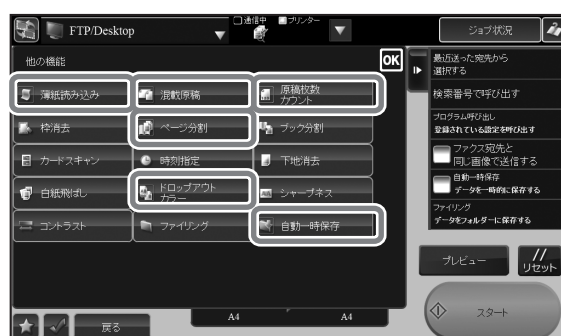 FTP/Desktop
通信中
プリンター
ジョブ状況
他の機能
OK
薄紙読み込み
混載原稿
原稿枚数
カウント
枠消去
ページ分割
ブック分割
カードスキャン
時刻指定
下地消去
白紙飛ばし
ドロップアウト
カラー
シャープネス
コントラスト
ファイリング
自動一時保存
最近送った宛先から
選択する
検索番号で呼び出す
プログラム呼び出し
登録されている設定を呼び出す
ファクス宛先と
同じ画像で送信する
自動一時保存
データを一時的に保存する
ファイリング
データをフォルダーに保存する
プレビュー
リセット
A4
A4
スタート
戻る